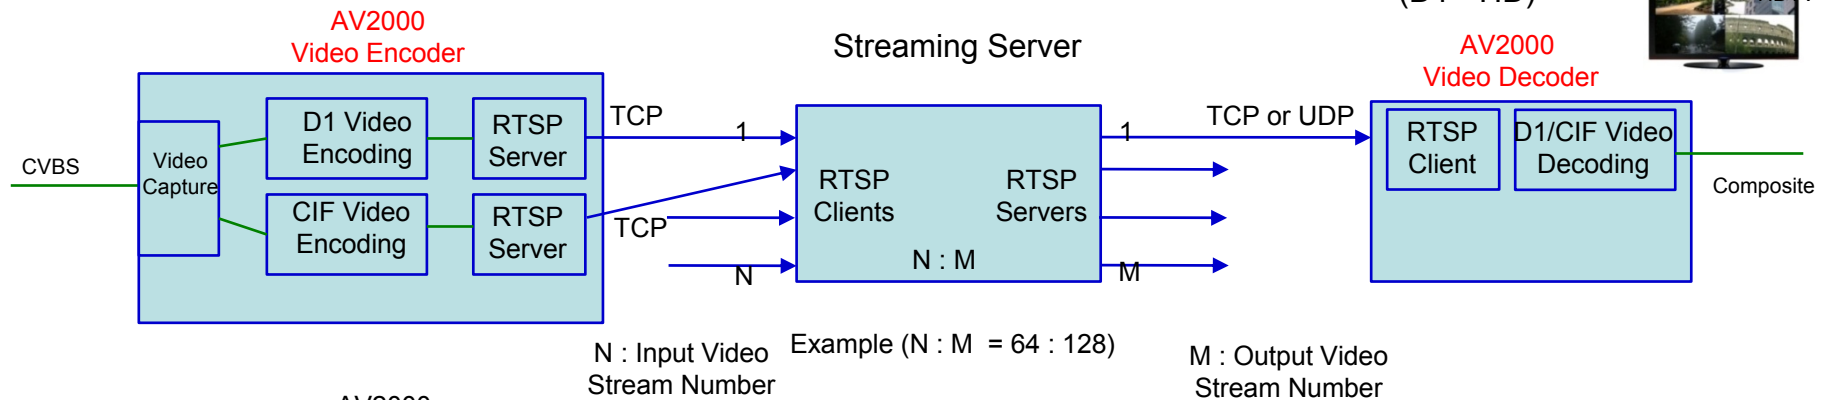 AV2000
Video Encoder
CVBS
Video
Capture
D1 Video
Encoding
RTSP
Server
CIF Video
Encoding
RTSP
Server
TCP
TCP
1
N
Streaming Server
RTSP
Clients
RTSP
Servers
N : M
1
M
TCP or UDP
AV2000
Video Decoder
RTSP
Client
D1/CIF Video
Decoding
Composite
N : Input Video
Stream Number
Example (N : M = 64 : 128)
M : Output Video
Stream Number
AV2000